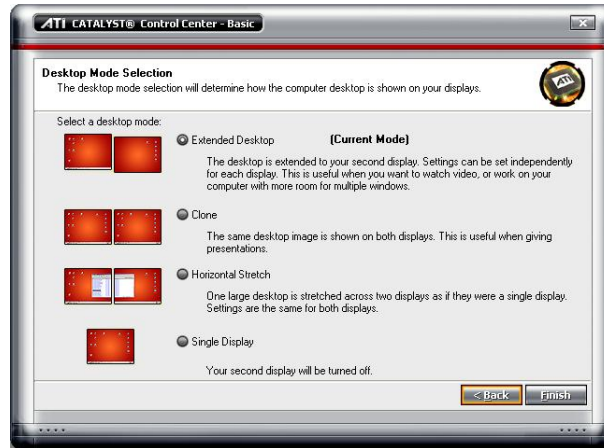 ATI CATALYST® Control Center - Basic
Desktop Mode Selection
The desktop mode selection will determine how the computer desktop is shown on your displays.
ATI
Select a desktop mode:
Extended Desktop (Current Mode)
The desktop is extended to your second display. Settings can be set independently
for each display. This is useful when you want to watch video, or work on your
computer with more room for multiple windows.
Clone
The same desktop image is shown on both displays. This is useful when giving
presentations.
Horizontal Stretch
One large desktop is stretched across two displays as if they were a single display.
Settings are the same for both displays.
Single Display
Your second display will be turned off.
< Back Finish